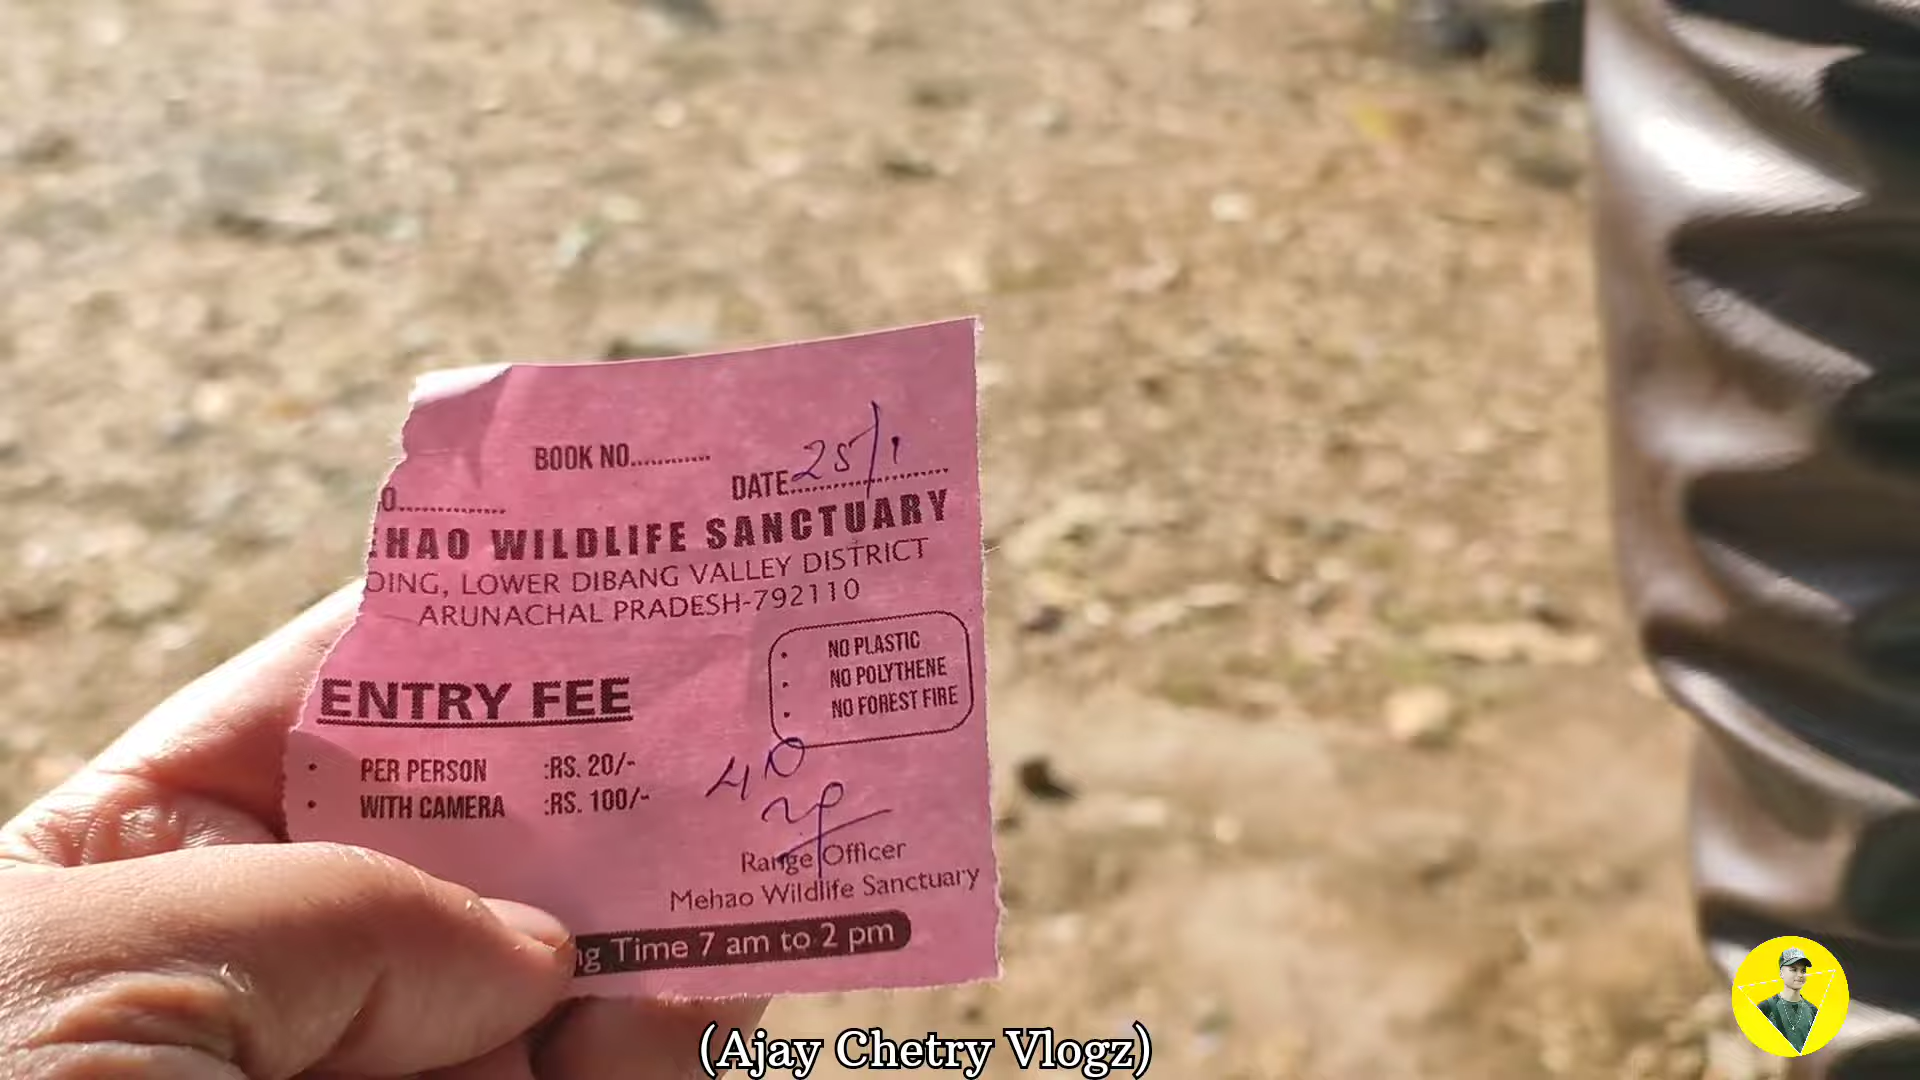 BOOK NO............
DATE 25/1
O...............
EHAO WILDLIFE SANCTUARY
DING, LOWER DIBANG VALLEY DISTRICT
ARUNACHAL PRADESH-792110
• NO PLASTIC
• NO POLYTHENE
• NO FOREST FIRE
ENTRY FEE
• PER PERSON :RS. 20/-
• WITH CAMERA :RS. 100/-
40
Range Officer
Mehao Wildlife Sanctuary
ng Time 7 am to 2 pm
(Ajay Chetry Vlogz)